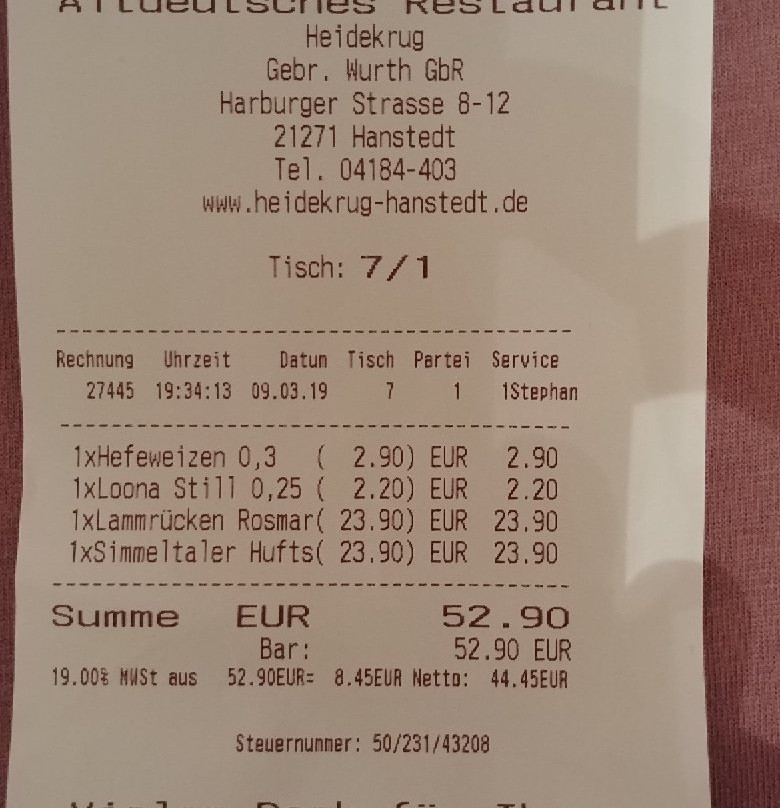 Altdeutsches Restaurant
Heidekrug
Gebr. Wurth GbR
Harburger Strasse 8-12
21271 Hanstedt
Tel. 04184-403
www.heidekrug-hanstedt.de
Tisch: 7/1
Rechnung Uhrzeit Datum Tisch Partei Service
27445 19:34:13 09.03.19 7 1 1Stephan
1xHefeweizen 0,3 ( 2.90) EUR 2.90
1xLoona Still 0,25 ( 2.20) EUR 2.20
1xLammrücken Rosmar( 23.90) EUR 23.90
1xSimmeltaler Hufts( 23.90) EUR 23.90
Summe EUR 52.90
Bar: 52.90 EUR
19.00% MWSt aus 52.90EUR= 8.45EUR Netto: 44.45EUR
Steuernummer: 50/231/43208